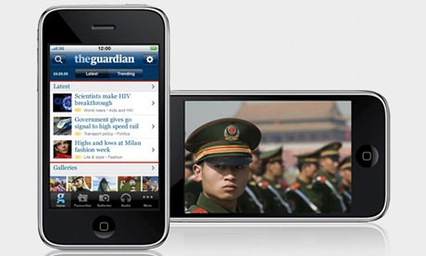 12:00
theguardian
24.09.09 Latest Trending
Latest
Scientists make HIV
breakthrough
World news • Aids and HIV
Government gives go
signal to high speed rail
Transport policy • Politics
Highs and lows at Milan
fashion week
Life & style • Fashion
Galleries
g
Home Favourites Galleries Audio More